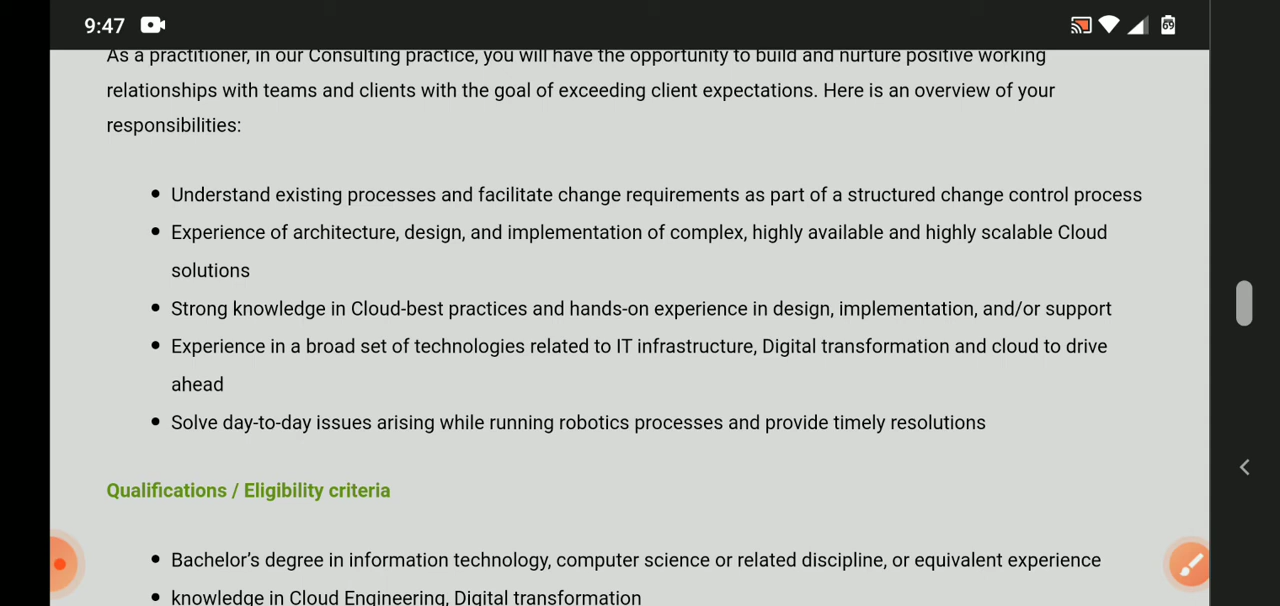 9:47
69
As a practitioner, in our Consulting practice, you will have the opportunity to build and nurture positive working
relationships with teams and clients with the goal of exceeding client expectations. Here is an overview of your
responsibilities:
• Understand existing processes and facilitate change requirements as part of a structured change control process
• Experience of architecture, design, and implementation of complex, highly available and highly scalable Cloud
solutions
• Strong knowledge in Cloud-best practices and hands-on experience in design, implementation, and/or support
• Experience in a broad set of technologies related to IT infrastructure, Digital transformation and cloud to drive
ahead
• Solve day-to-day issues arising while running robotics processes and provide timely resolutions
Qualifications / Eligibility criteria
• Bachelor’s degree in information technology, computer science or related discipline, or equivalent experience
• knowledge in Cloud Engineering, Digital transformation